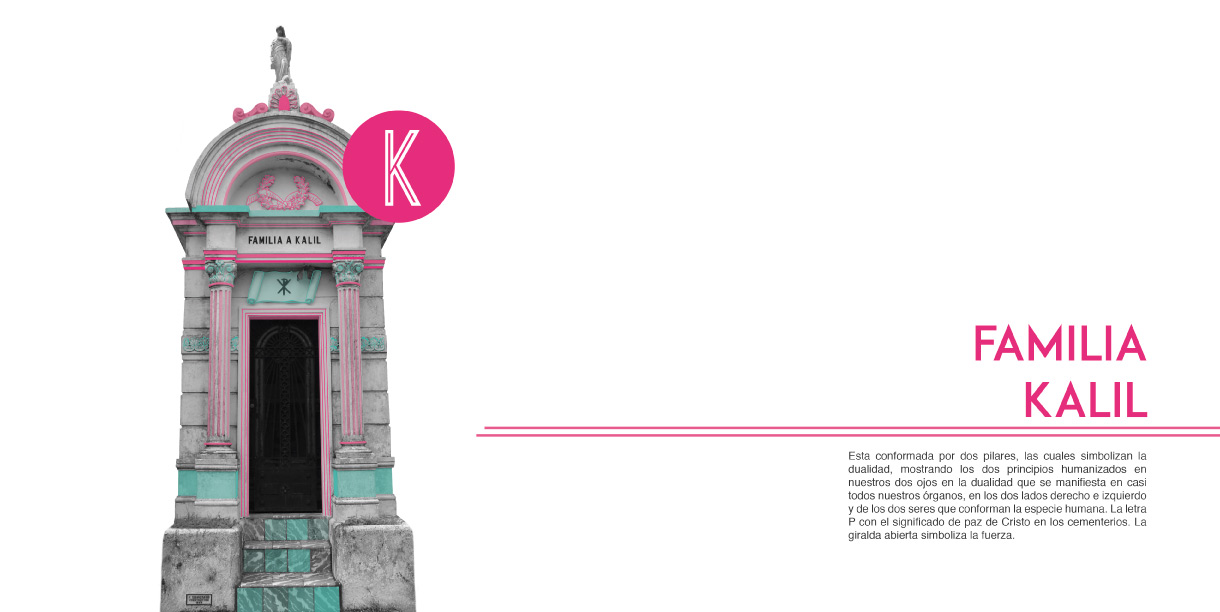 K
FAMILIA A KALIL
FAMILIA
KALIL
Esta conformada por dos pilares, las cuales simbolizan la
dualidad, mostrando los dos principios humanizados en
nuestros dos ojos en la dualidad que se manifiesta en casi
todos nuestros órganos, en los dos lados derecho e izquierdo
y de los dos seres que conforman la especie humana. La letra
P con el significado de paz de Cristo en los cementerios. La
giralda abierta simboliza la fuerza.